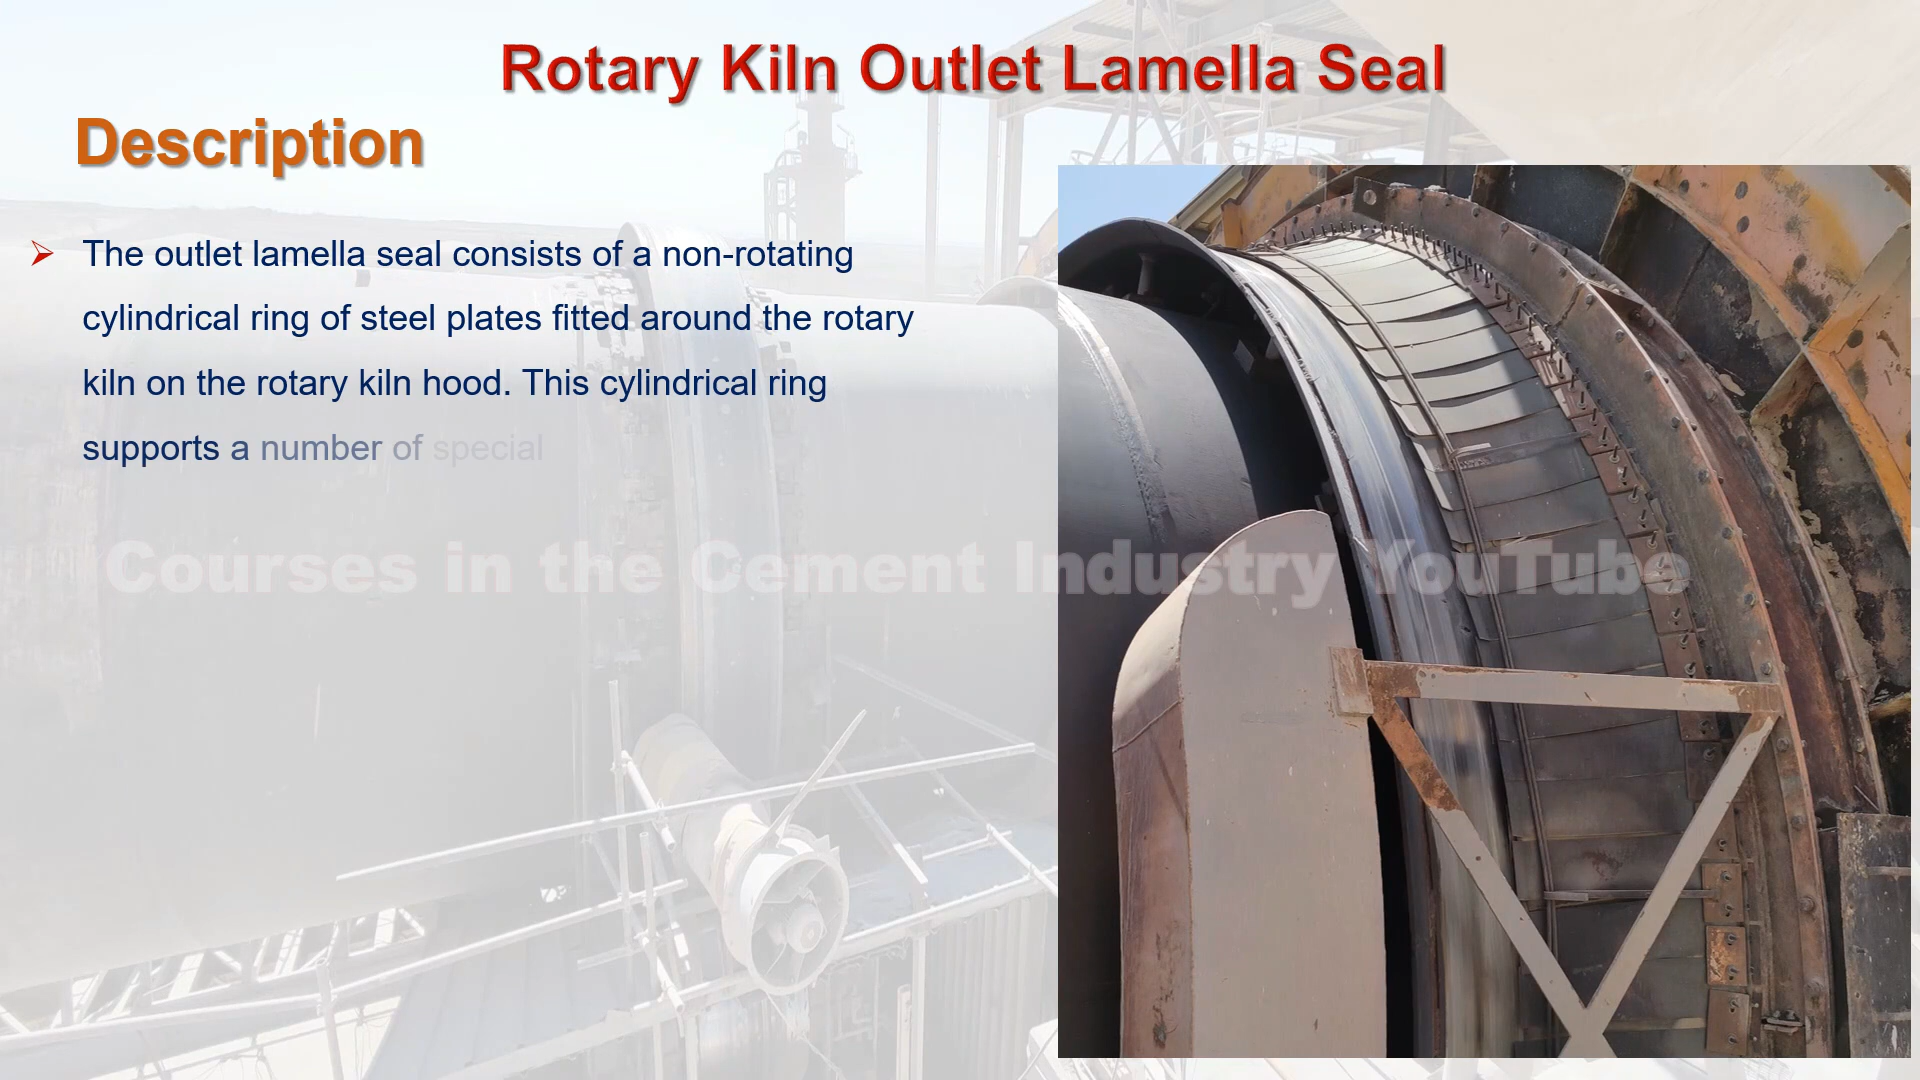 Rotary Kiln Outlet Lamella Seal
Description
The outlet lamella seal consists of a non-rotating
cylindrical ring of steel plates fitted around the rotary
kiln on the rotary kiln hood. This cylindrical ring
supports a number of special
Courses in the Cement Industry YouTube